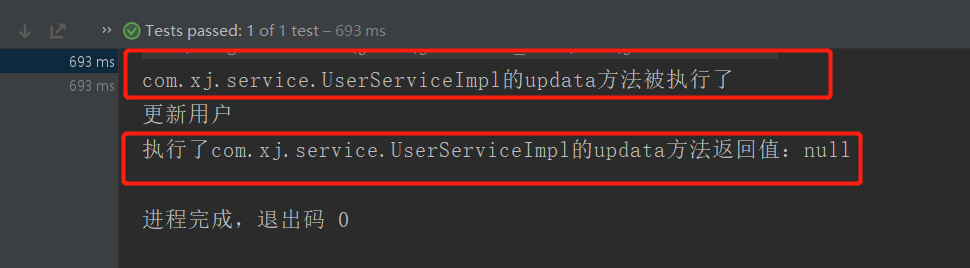 Tests passed: 1 of 1 test – 693 ms
693 ms
com.xj.service.UserServiceImpl的updata方法被执行了
693 ms
更新用户
执行了com.xj.service.UserServiceImpl的updata方法返回值：null
进程完成，退出码 0